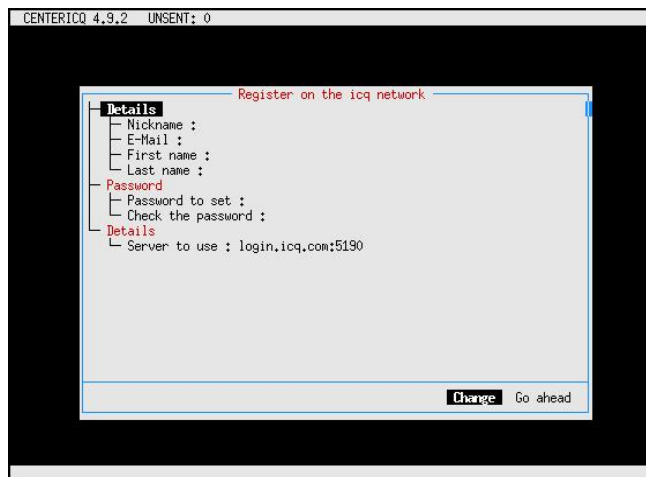 CENTERICQ 4.9.2 UNSENT: 0
Register on the icq network
Details
Nickname :
E-Mail :
First name :
Last name :
Password
Password to set :
Check the password :
Details
Server to use : login.icq.com:5190
Change Go ahead